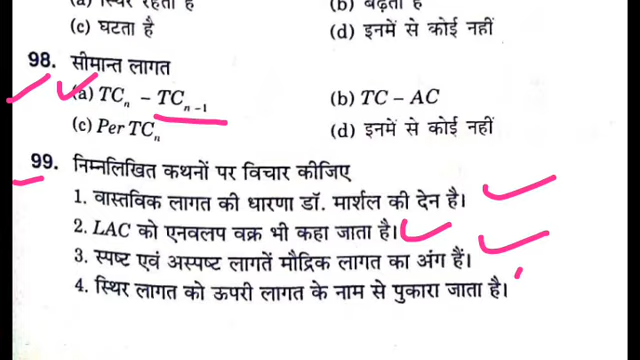 (a) स्थिर रहता है (b) बढ़ता है
(c) घटता है (d) इनमें से कोई नहीं
98. सीमान्त लागत
(a) TCₙ – TCₙ₋₁ (b) TC – AC
(c) Per TCₙ (d) इनमें से कोई नहीं
99. निम्नलिखित कथनों पर विचार कीजिए
1. वास्तविक लागत की धारणा डॉ. मार्शल की देन है।
2. LAC को एनवलप वक्र भी कहा जाता है।
3. स्पष्ट एवं अस्पष्ट लागतें मौद्रिक लागत का अंग हैं।
4. स्थिर लागत को ऊपरी लागत के नाम से पुकारा जाता है।